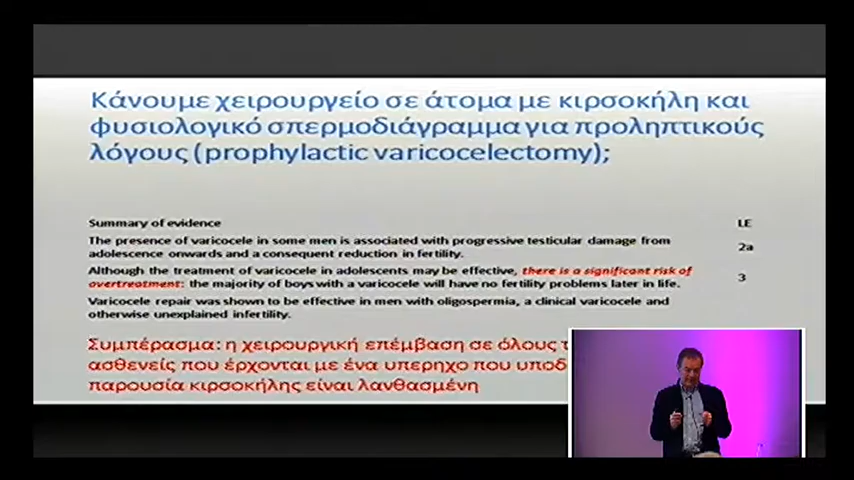 Κάνουμε χειρουργείο σε άτομα με κιρσοκήλη και
φυσιολογικό σπερμοδιάγραμμα για προληπτικούς
λόγους (prophylactic varicocelectomy);
Summary of evidence LE
The presence of varicocele in some men is associated with progressive testicular damage from 2a
adolescence onwards and a consequent reduction in fertility.
Although the treatment of varicocele in adolescents may be effective, there is a significant risk of 3
overtreatment: the majority of boys with a varicocele will have no fertility problems later in life.
Varicocele repair was shown to be effective in men with oligospermia, a clinical varicocele and
otherwise unexplained infertility.
Συμπέρασμα: η χειρουργική επέμβαση σε όλους
ασθενείς που έρχονται με ένα υπερηχο που
παρουσία κιρσοκήλης είναι λανθασμένη